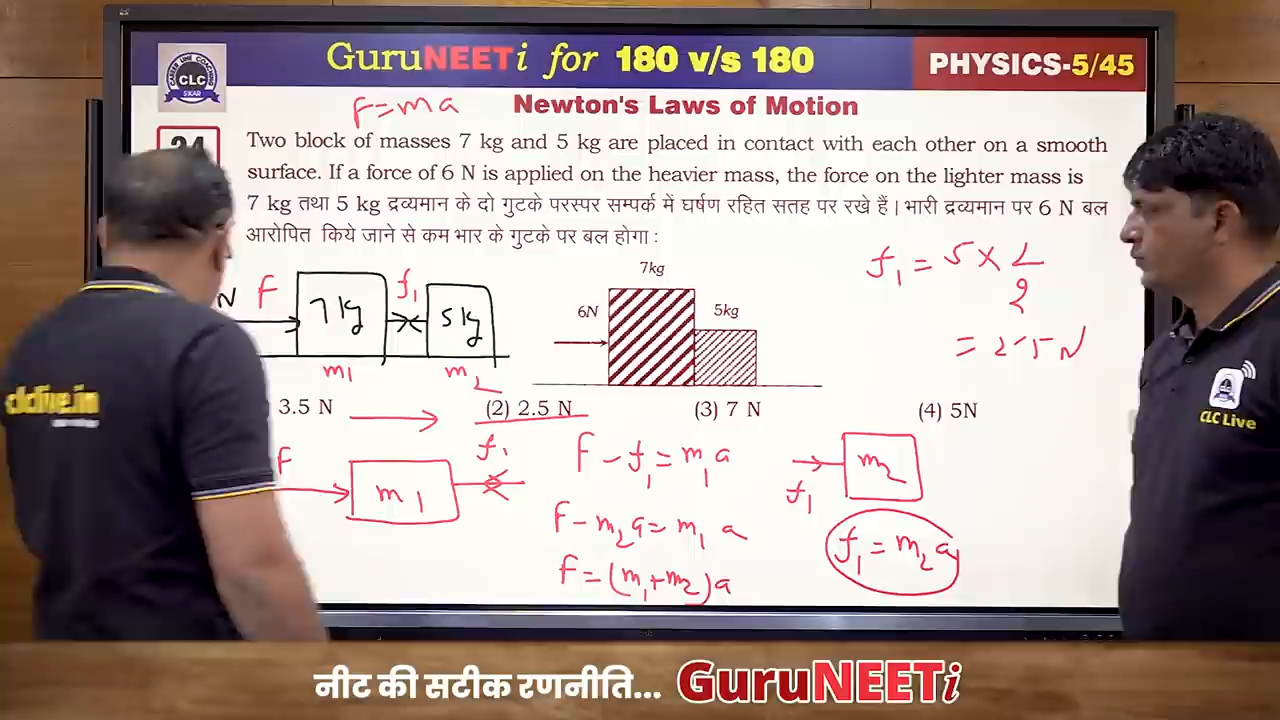 GuruNEETi for 180 v/s 180
PHYSICS-5/45
CLC
SIKAR
F=ma
Newton's Laws of Motion
Two block of masses 7 kg and 5 kg are placed in contact with each other on a smooth
surface. If a force of 6 N is applied on the heavier mass, the force on the lighter mass is
7 kg तथा 5 kg द्रव्यमान के दो गुटके परस्पर सम्पर्क में घर्षण रहित सतह पर रखे हैं। भारी द्रव्यमान पर 6 N बल
आरोपित किये जाने से कम भार के गुटके पर बल होगा :
N F 7 kg f₁ 5 kg
m₁ m₂
7kg
6N
5kg
f₁ = 5 × 1/2
= 2.5 N
3.5 N
(2) 2.5 N
(3) 7 N
(4) 5N
F m₁ f₁
F - f₁ = m₁a
F - m₂a = m₁ a
F = (m₁+m₂)a
m₂
f₁
f₁ = m₂a
clclive.in
CLC Live
नीट की सटीक रणनीति... GuruNEETi